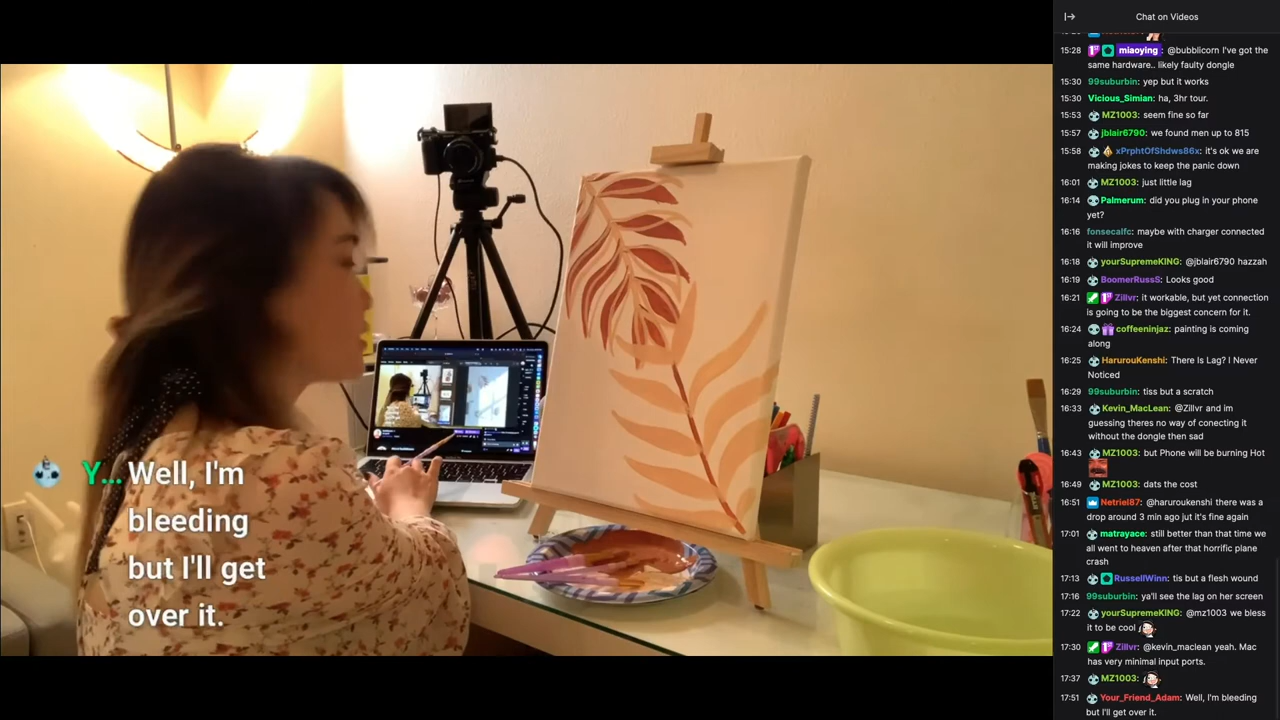 Y... Well, I'm
bleeding
but I'll get
over it.
Chat on Videos
15:28 miaoying: @bubblicorn I've got the
same hardware.. likely faulty dongle
15:30 99suburbin: yep but it works
15:30 Vicious_Simian: ha, 3hr tour.
15:53 MZ1003: seem fine so far
15:57 jblair6790: we found men up to 815
15:58 xPrphtOfShdws86x: it's ok we are
making jokes to keep the panic down
16:01 MZ1003: just little lag
16:14 Palmerum: did you plug in your phone
yet?
16:16 fonsecalfc: maybe with charger connected
it will improve
16:18 yourSupremeKING: @jblair6790 hazzah
16:19 BoomerRussS: Looks good
16:21 Zillvr: it workable, but yet connection
is going to be the biggest concern for it.
16:24 coffeeninjaz: painting is coming
along
16:25 HarurouKenshi: There Is Lag? I Never
Noticed
16:29 99suburbin: tiss but a scratch
16:33 Kevin_MacLean: @Zillvr and im
guessing theres no way of conecting it
without the dongle then sad
16:43 MZ1003: but Phone will be burning Hot
16:49 MZ1003: dats the cost
16:51 Netriel87: @haruroukenshi there was a
drop around 3 min ago jut it's fine again
17:01 matrayace: still better than that time we
all went to heaven after that horrific plane
crash
17:13 RussellWinn: tis but a flesh wound
17:16 99suburbin: ya'll see the lag on her screen
17:22 yourSupremeKING: @mz1003 we bless
it to be cool
17:30 Zillvr: @kevin_maclean yeah. Mac
has very minimal input ports.
17:37 MZ1003:
17:51 Your_Friend_Adam: Well, I'm bleeding
but I'll get over it.